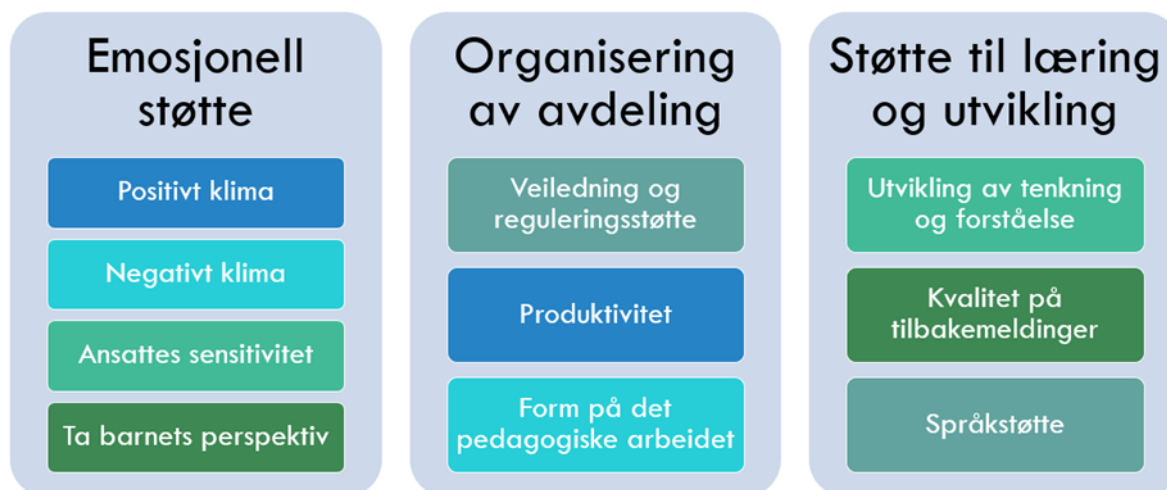 Emosjonell
støtte
Positivt klima
Negativt klima
Ansattes sensitivitet
Ta barnets perspektiv
Organisering
av avdeling
Veiledning og
reguleringsstøtte
Produktivitet
Form på det
pedagogiske arbeidet
Støtte til læring
og utvikling
Utvikling av tenkning
og forståelse
Kvalitet på
tilbakemeldinger
Språkstøtte